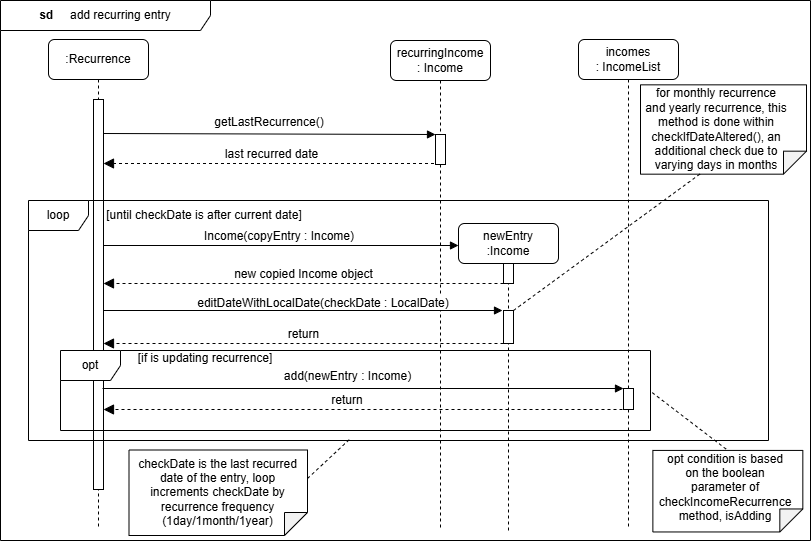 sd add recurring entry
:Recurrence
recurringIncome
: Income
incomes
: IncomeList
for monthly recurrence
and yearly recurrence, this
method is done within
checkIfDateAltered(), an
additional check due to
varying days in months
getLastRecurrence()
last recurred date
loop
[until checkDate is after current date]
Income(copyEntry : Income)
newEntry
:Income
new copied Income object
editDateWithLocalDate(checkDate : LocalDate)
return
opt
[if is updating recurrence]
add(newEntry : Income)
return
checkDate is the last recurred
date of the entry, loop
increments checkDate by
recurrence frequency
(1day/1month/1year)
opt condition is based
on the boolean
parameter of
checkIncomeRecurrence
method, isAdding